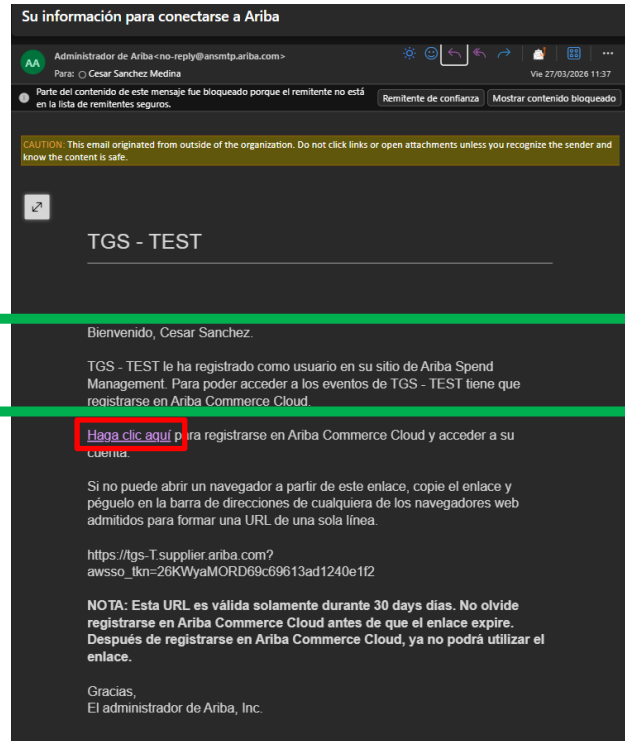 Su información para conectarse a Ariba
AA
Administrador de Ariba<no-reply@ansmtp.ariba.com>
Para: Cesar Sanchez Medina
Vie 27/03/2026 11:37
Parte del contenido de este mensaje fue bloqueado porque el remitente no está
en la lista de remitentes seguros.
Remitente de confianza
Mostrar contenido bloqueado
CAUTION: This email originated from outside of the organization. Do not click links or open attachments unless you recognize the sender and
know the content is safe.
TGS - TEST
Bienvenido, Cesar Sanchez.
TGS - TEST le ha registrado como usuario en su sitio de Ariba Spend
Management. Para poder acceder a los eventos de TGS - TEST tiene que
registrarse en Ariba Commerce Cloud.
Haga clic aquí para registrarse en Ariba Commerce Cloud y acceder a su
cuenta.
Si no puede abrir un navegador a partir de este enlace, copie el enlace y
péguelo en la barra de direcciones de cualquiera de los navegadores web
admitidos para formar una URL de una sola línea.
https://tgs-T.supplier.ariba.com?
awsso_tkn=26KWyaMORD69c69613ad1240e1f2
NOTA: Esta URL es válida solamente durante 30 days días. No olvide
registrarse en Ariba Commerce Cloud antes de que el enlace expire.
Después de registrarse en Ariba Commerce Cloud, ya no podrá utilizar el
enlace.
Gracias,
El administrador de Ariba, Inc.